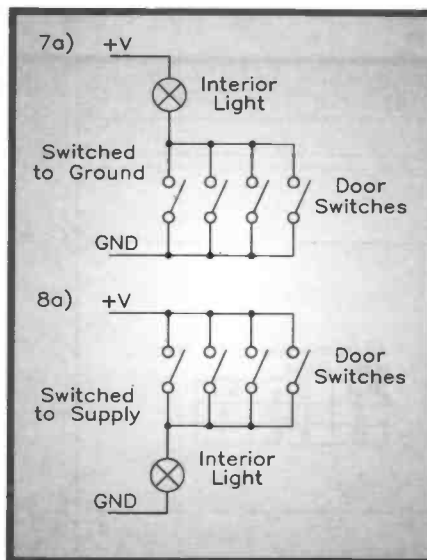 7a) +V
Interior
Light
Switched
to Ground
Door
Switches
GND
8a) +V
Door
Switches
Switched
to Supply
Interior
Light
GND